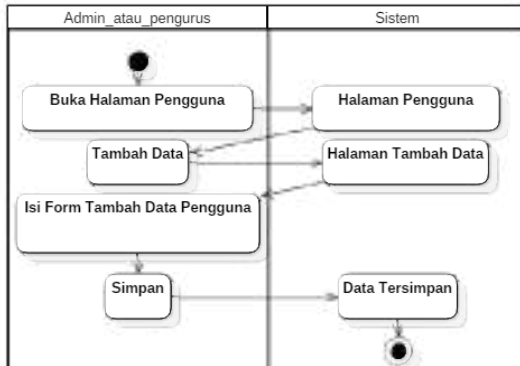 Admin_atau_pengurus
Sistem
Buka Halaman Pengguna
Halaman Pengguna
Tambah Data
Halaman Tambah Data
Isi Form Tambah Data Pengguna
Simpan
Data Tersimpan